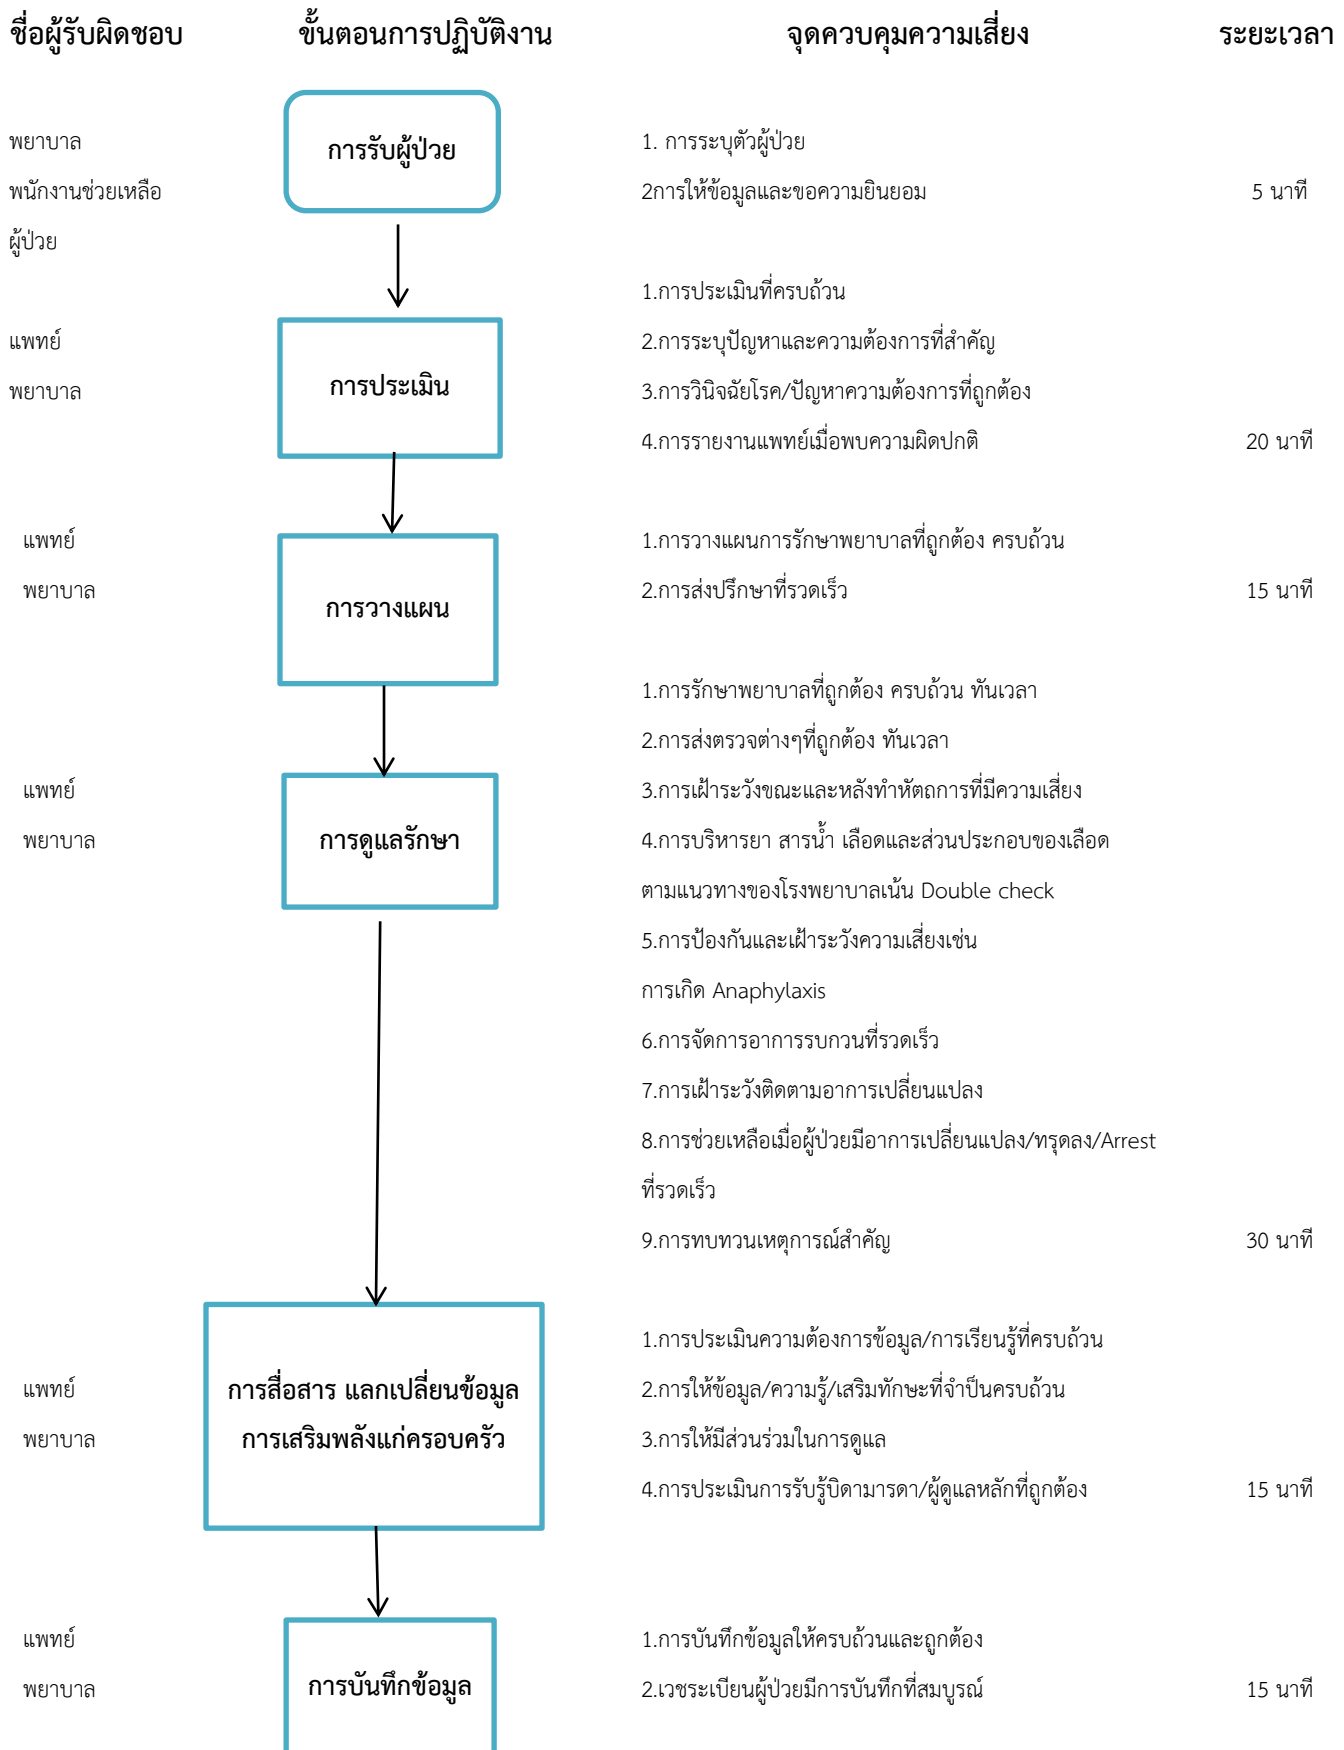 ชื่อผู้รับผิดชอบ ขั้นตอนการปฏิบัติงาน จุดควบคุมความเสี่ยง ระยะเวลา
พยาบาล การรับผู้ป่วย 1. การระบุตัวผู้ป่วย
พนักงานช่วยเหลือ 2การให้ข้อมูลและขอความยินยอม 5 นาที
ผู้ป่วย
1.การประเมินที่ครบถ้วน
แพทย์ 2.การระบุปัญหาและความต้องการที่สำคัญ
พยาบาล การประเมิน 3.การวินิจฉัยโรค/ปัญหาความต้องการที่ถูกต้อง
4.การรายงานแพทย์เมื่อพบความผิดปกติ 20 นาที
แพทย์ 1.การวางแผนการรักษาพยาบาลที่ถูกต้อง ครบถ้วน
พยาบาล การวางแผน 2.การส่งปรึกษาที่รวดเร็ว 15 นาที
1.การรักษาพยาบาลที่ถูกต้อง ครบถ้วน ทันเวลา
2.การส่งตรวจต่างๆที่ถูกต้อง ทันเวลา
แพทย์ 3.การเฝ้าระวังขณะและหลังทำหัตถการที่มีความเสี่ยง
พยาบาล การดูแลรักษา 4.การบริหารยา สารน้ำ เลือดและส่วนประกอบของเลือด
ตามแนวทางของโรงพยาบาลเน้น Double check
5.การป้องกันและเฝ้าระวังความเสี่ยงเช่น
การเกิด Anaphylaxis
6.การจัดการอาการรบกวนที่รวดเร็ว
7.การเฝ้าระวังติดตามอาการเปลี่ยนแปลง
8.การช่วยเหลือเมื่อผู้ป่วยมีอาการเปลี่ยนแปลง/ทรุดลง/Arrest
ที่รวดเร็ว
9.การทบทวนเหตุการณ์สำคัญ 30 นาที
1.การประเมินความต้องการข้อมูล/การเรียนรู้ที่ครบถ้วน
แพทย์ การสื่อสาร แลกเปลี่ยนข้อมูล 2.การให้ข้อมูล/ความรู้/เสริมทักษะที่จำป็นครบถ้วน
พยาบาล การเสริมพลังแก่ครอบครัว 3.การให้มีส่วนร่วมในการดูแล
4.การประเมินการรับรู้บิดามารดา/ผู้ดูแลหลักที่ถูกต้อง 15 นาที
แพทย์ 1.การบันทึกข้อมูลให้ครบถ้วนและถูกต้อง
พยาบาล การบันทึกข้อมูล 2.เวชระเบียนผู้ป่วยมีการบันทึกที่สมบูรณ์ 15 นาที